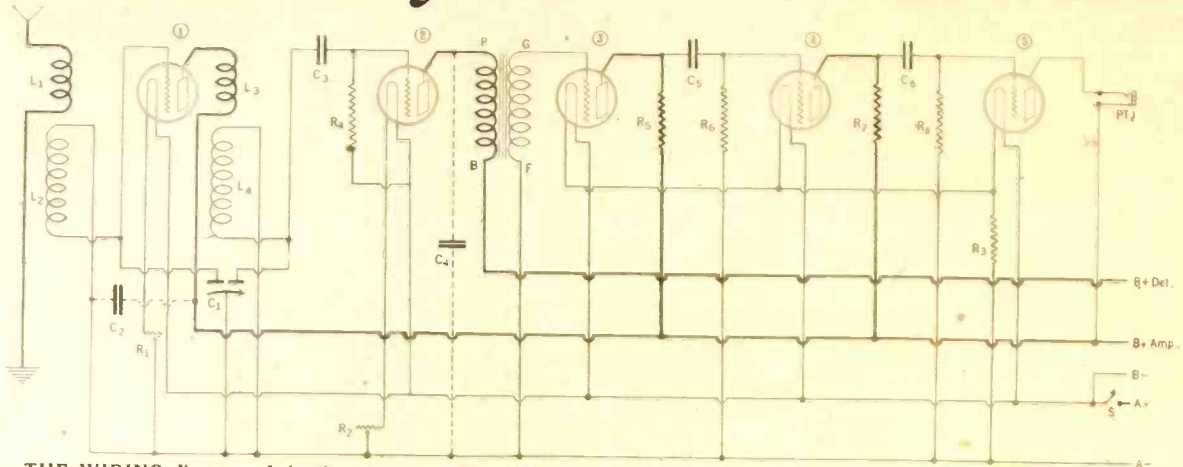 ① ② ③ ④ ⑤
P G
C3 C5 C6
L1 L3 PTJ
R4 R5 R6 R7 R8
L2 L4 B F
C4 R3
C2 C1 B+ Det.
R1 B+ Amp.
B-
R2 S A+
A-
THE WIRING